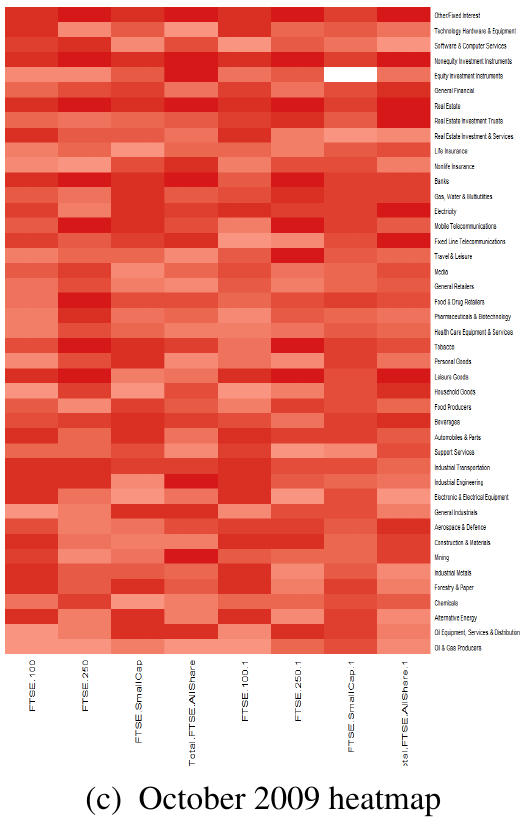 Other/Fixed Interest
Technology Hardware & Equipment
Software & Computer Services
Nonequity Investment Instruments
Equity Investment Instruments
General Financial
Real Estate
Real Estate Investment Trusts
Real Estate Investment & Services
Life Insurance
Nonlife Insurance
Banks
Gas, Water & Multiutilities
Electricity
Mobile Telecommunications
Fixed Line Telecommunications
Travel & Leisure
Media
General Retailers
Food & Drug Retailers
Pharmaceuticals & Biotechnology
Health Care Equipment & Services
Tobacco
Personal Goods
Leisure Goods
Household Goods
Food Producers
Beverages
Automobiles & Parts
Support Services
Industrial Transportation
Industrial Engineering
Electronic & Electrical Equipment
General Industrials
Aerospace & Defence
Construction & Materials
Mining
Industrial Metals
Forestry & Paper
Chemicals
Alternative Energy
Oil Equipment, Services & Distribution
Oil & Gas Producers
FTSE.100
FTSE.250
FTSE.SmallCap
Total.FTSE.AllShare
FTSE.100.1
FTSE.250.1
FTSE.SmallCap.1
otal.FTSE.AllShare.1
(c) October 2009 heatmap